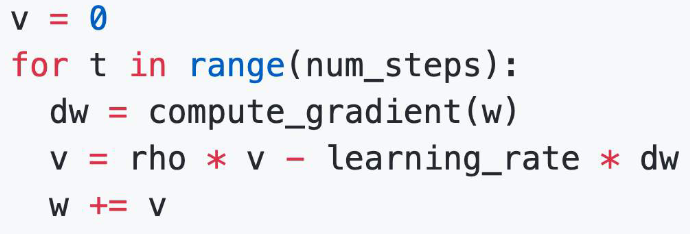 v = 0
for t in range(num_steps):
  dw = compute_gradient(w)
  v = rho * v - learning_rate * dw
  w += v